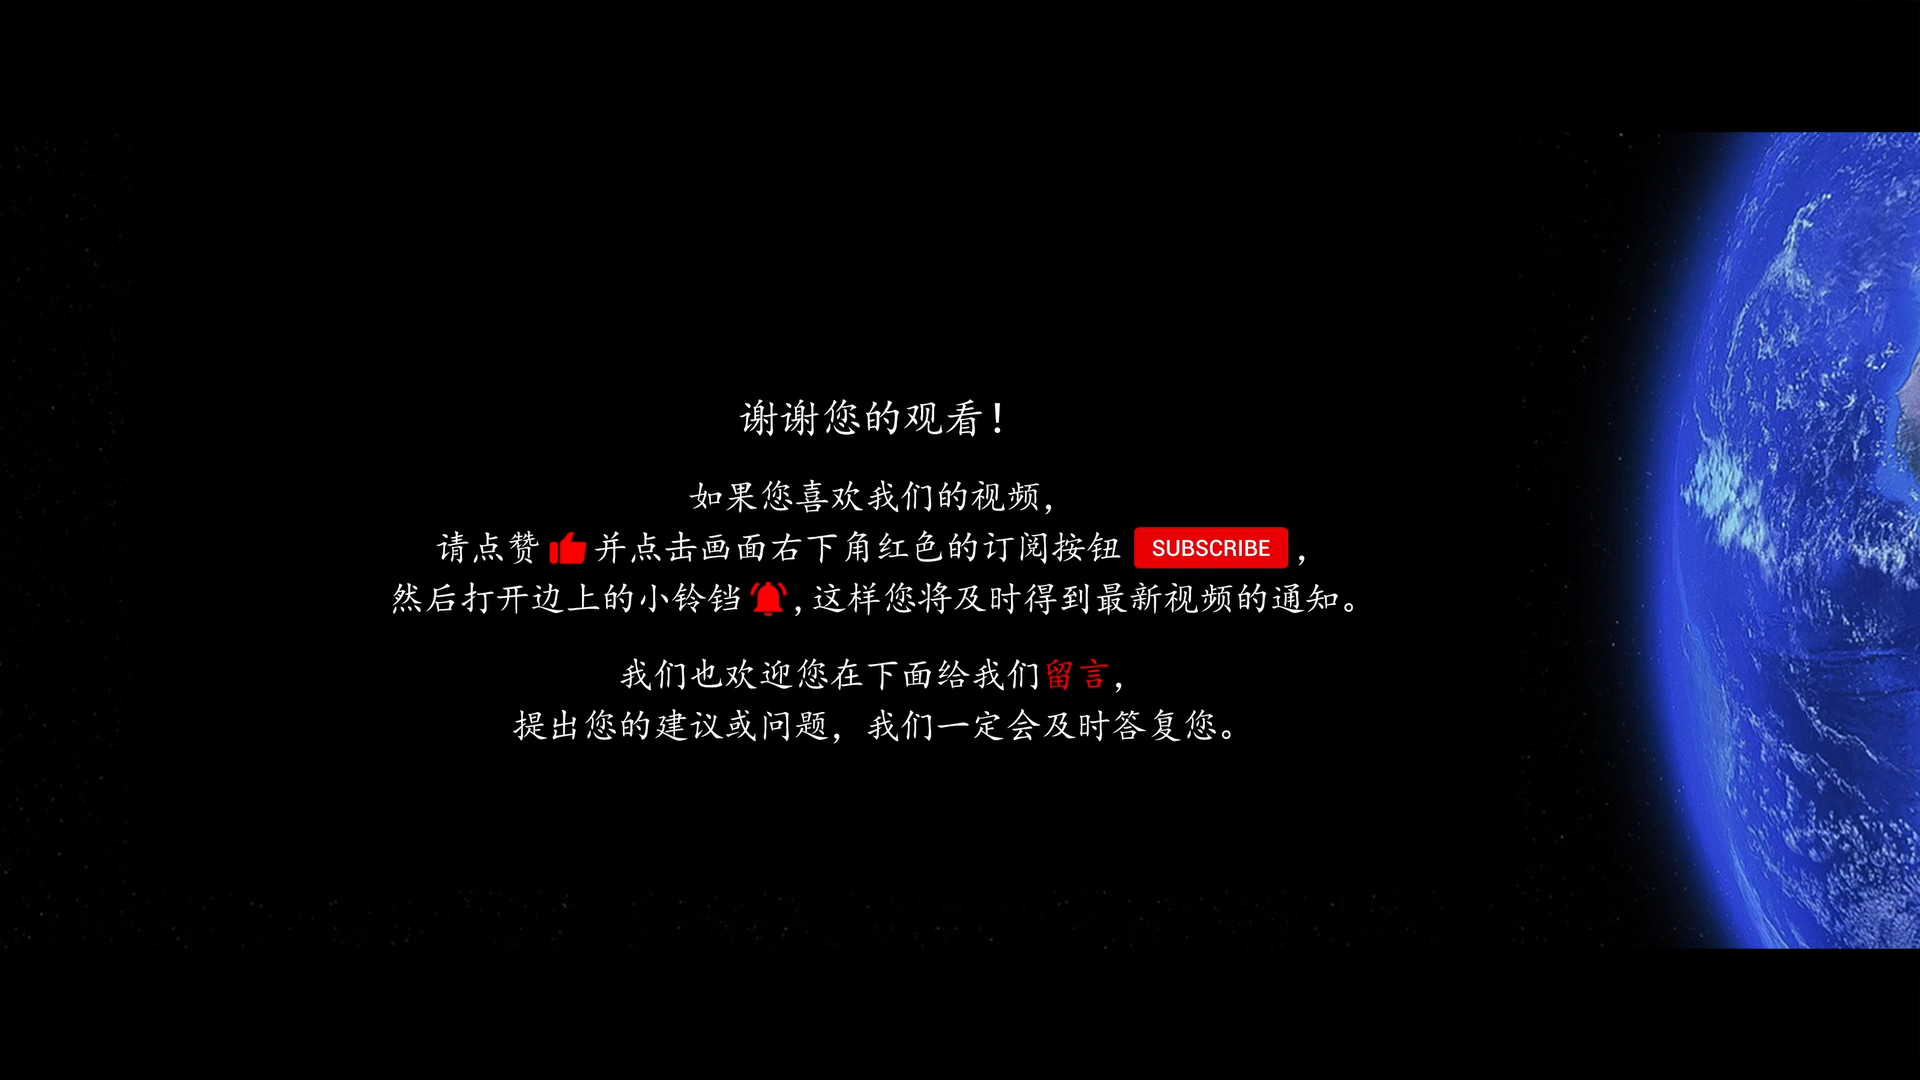 谢谢您的观看！
如果您喜欢我们的视频，
请点赞并点击画面右下角红色的订阅按钮 SUBSCRIBE ，
然后打开边上的小铃铛，这样您将及时得到最新视频的通知。
我们也欢迎您在下面给我们留言，
提出您的建议或问题，我们一定会及时答复您。